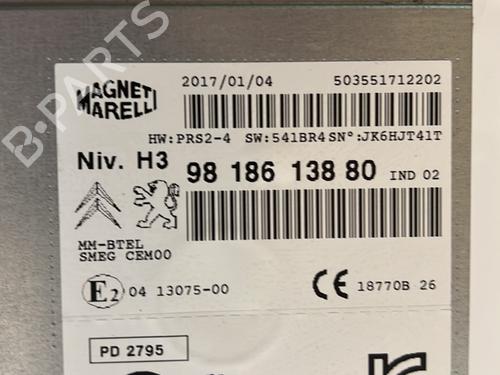 MAGNETI MARELLI
2017/01/04 503551712202
HW:PRS2-4 SW:541BR4 SN°:JK6HJT41T
Niv. H3 98 186 138 80 IND 02
MM-BTEL
SMEG CEM00
E2 04 13075-00 CE 18770B 26
PD 2795